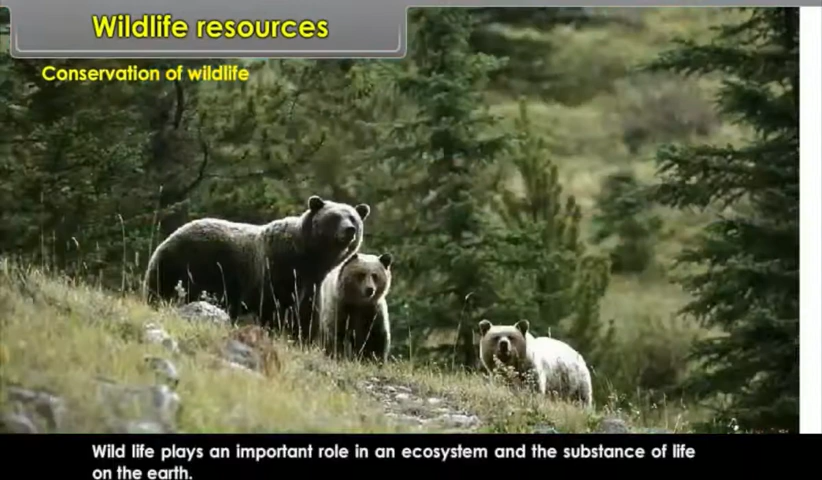 Wildlife resources
Conservation of wildlife
Wild life plays an important role in an ecosystem and the substance of life
on the earth.